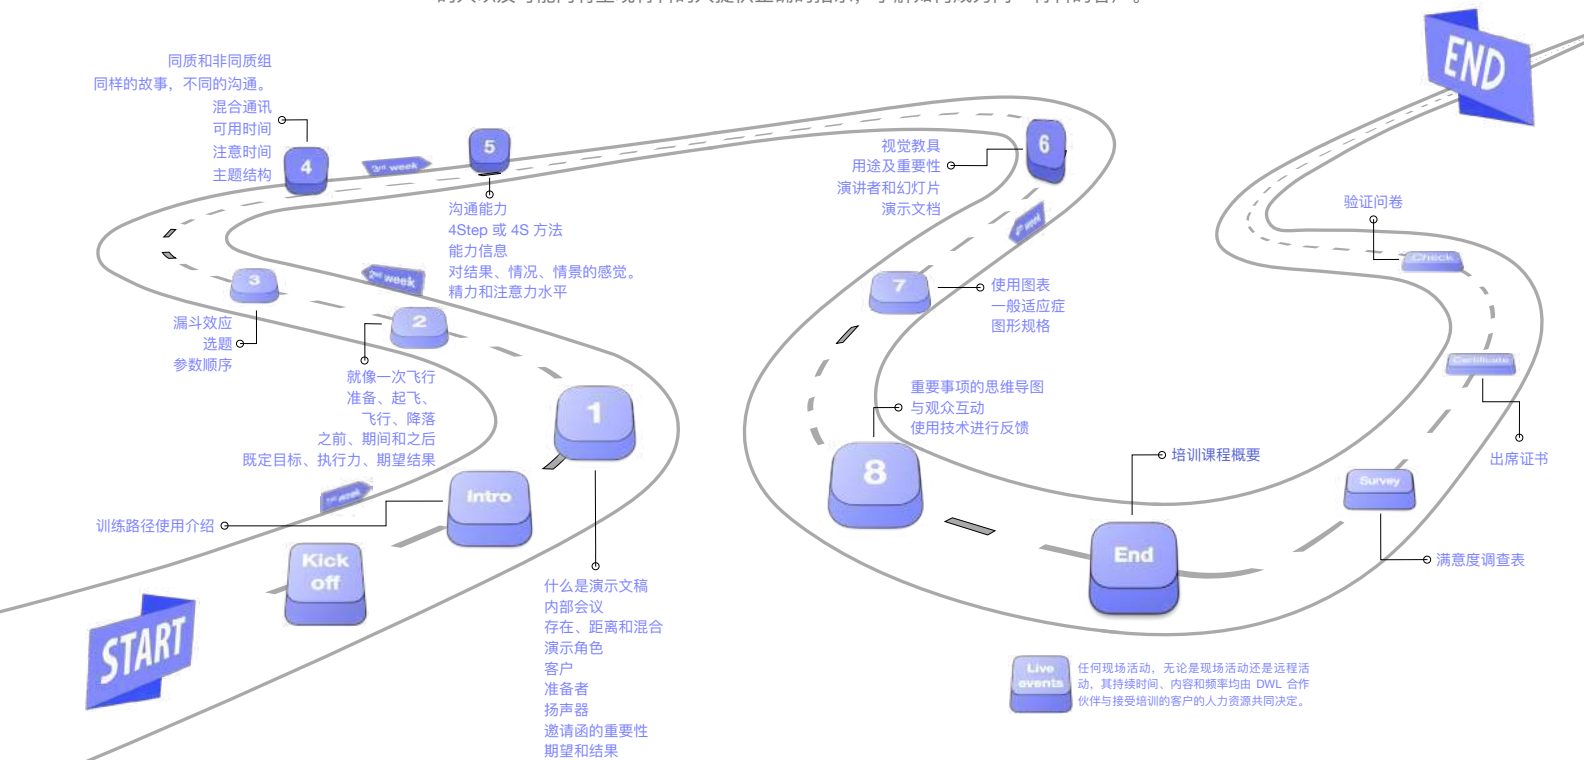 同质和非同质组
同样的故事，不同的沟通。
混合通讯
可用时间
注意时间
主题结构
4
3rd week
5
沟通能力
4Step 或 4S 方法
能力信息
对结果、情况、情景的感觉。
精力和注意力水平
3
漏斗效应
选题
参数顺序
2nd week
2
就像一次飞行
准备、起飞、
飞行、降落
之前、期间和之后
既定目标、执行力、期望结果
1
什么是演示文稿
内部会议
存在、距离和混合
演示角色
客户
准备者
扬声器
邀请函的重要性
期望和结果
1st week
Intro
训练路径使用介绍
Kick
off
START
6
视觉教具
用途及重要性
演讲者和幻灯片
演示文档
4th week
7
使用图表
一般适应症
图形规格
8
重要事项的思维导图
与观众互动
使用技术进行反馈
End
培训课程概要
Survey
满意度调查表
Certificate
出席证书
Check
验证问卷
END
Live
events
任何现场活动，无论是现场活动还是远程活
动，其持续时间、内容和频率均由 DWL 合作
伙伴与接受培训的客户的人力资源共同决定。